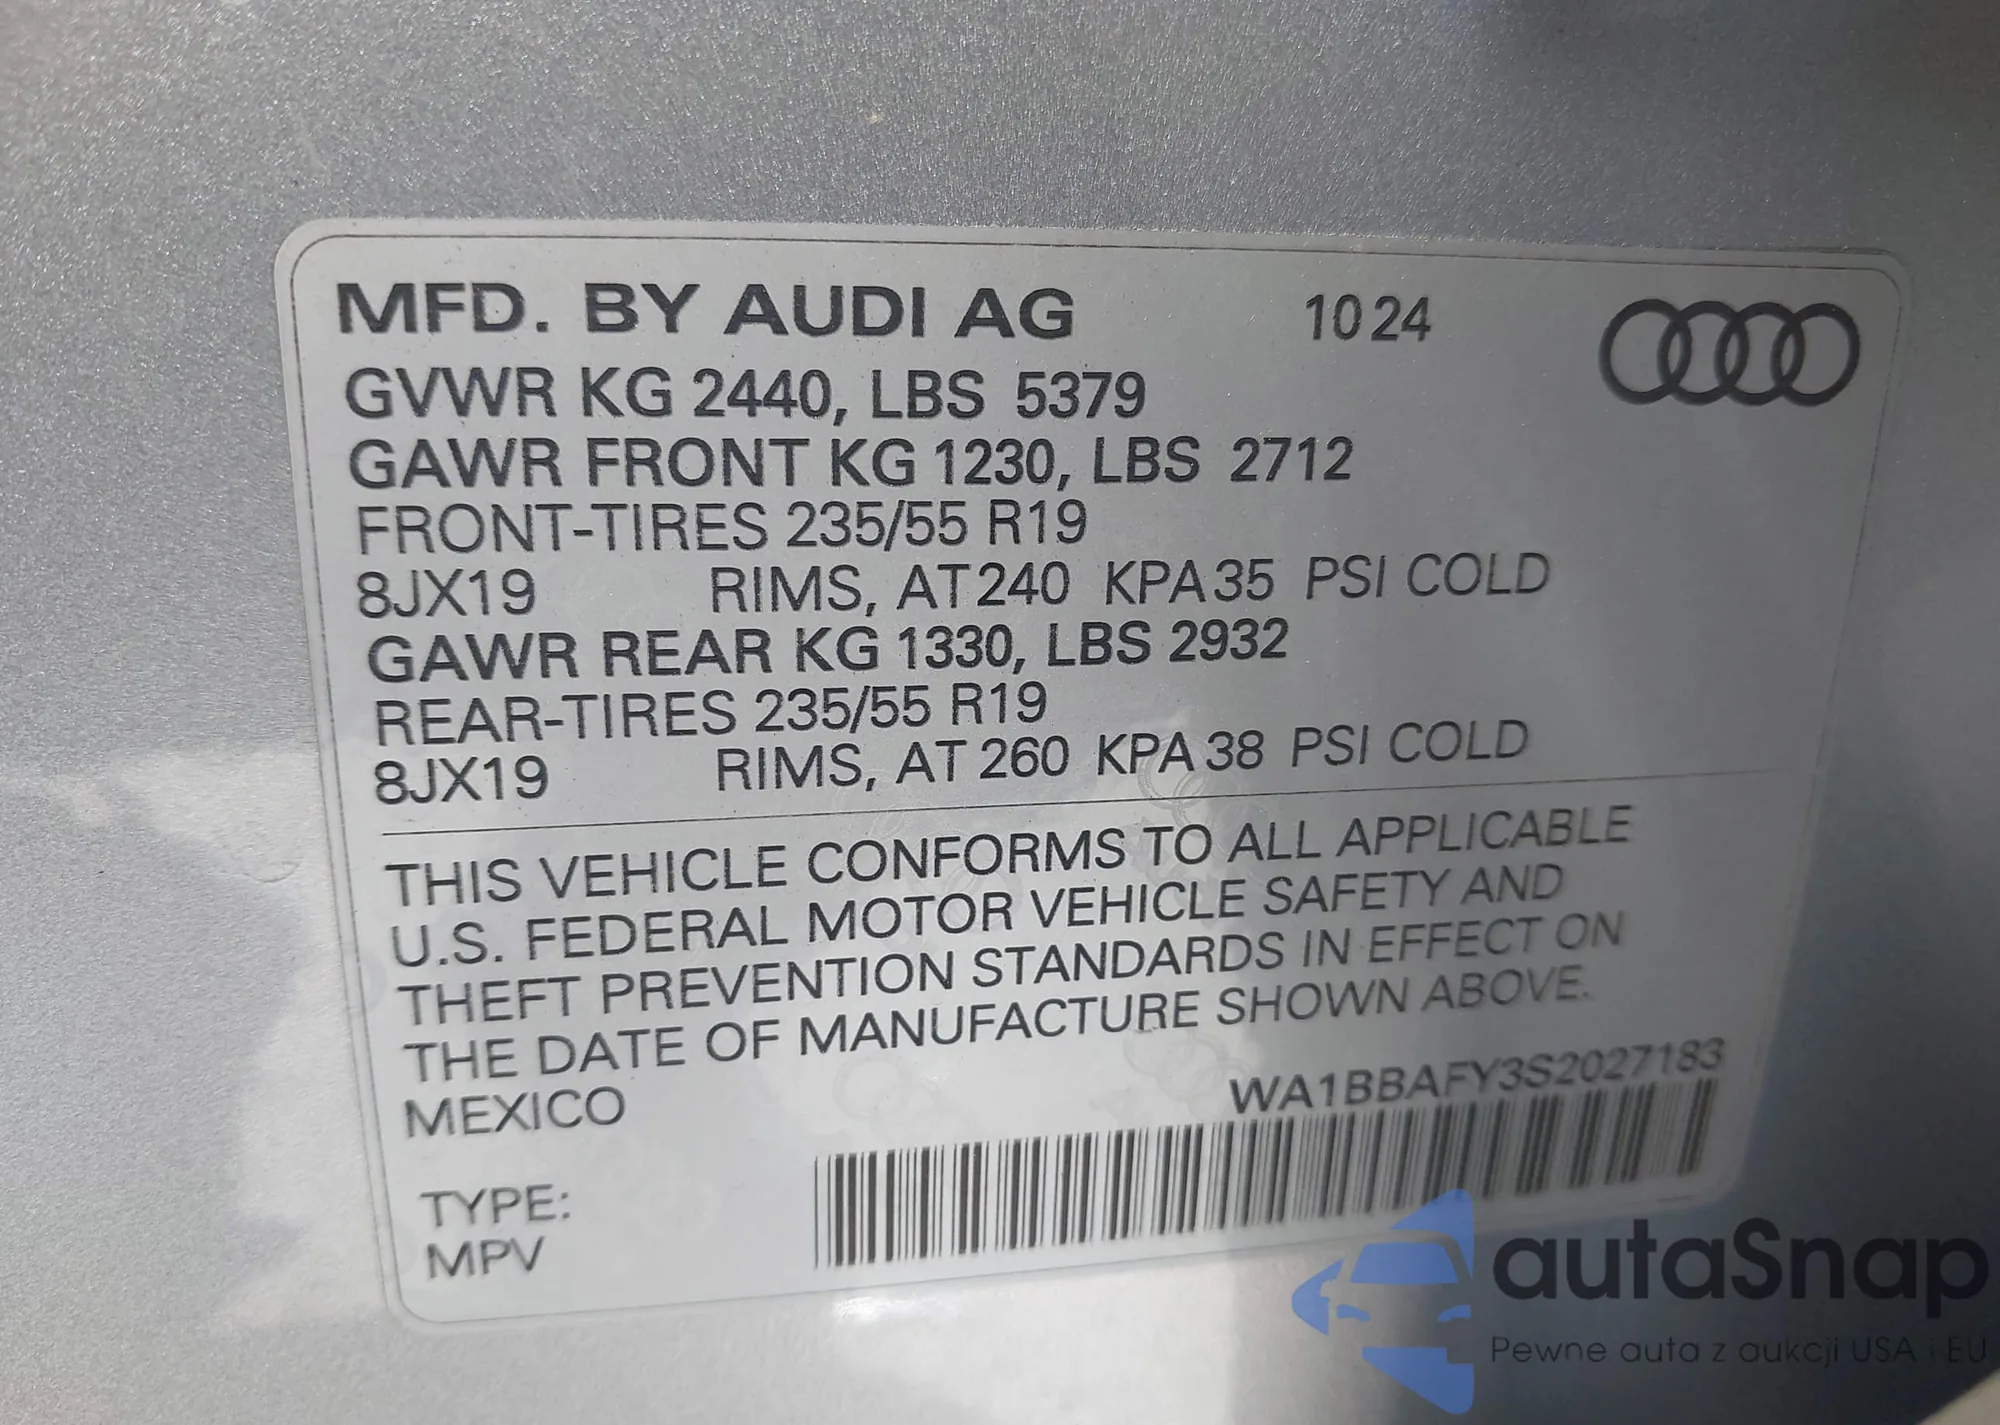 MFD. BY AUDI AG 10 24
GVWR KG 2440, LBS 5379
GAWR FRONT KG 1230, LBS 2712
FRONT-TIRES 235/55 R19
8JX19 RIMS, AT 240 KPA 35 PSI COLD
GAWR REAR KG 1330, LBS 2932
REAR-TIRES 235/55 R19
8JX19 RIMS, AT 260 KPA 38 PSI COLD
THIS VEHICLE CONFORMS TO ALL APPLICABLE
U.S. FEDERAL MOTOR VEHICLE SAFETY AND
THEFT PREVENTION STANDARDS IN EFFECT ON
THE DATE OF MANUFACTURE SHOWN ABOVE.
MEXICO
WA1BBAFY3S2027183
TYPE:
MPV
autaSnap
Pewne auta z aukcji USA i EU